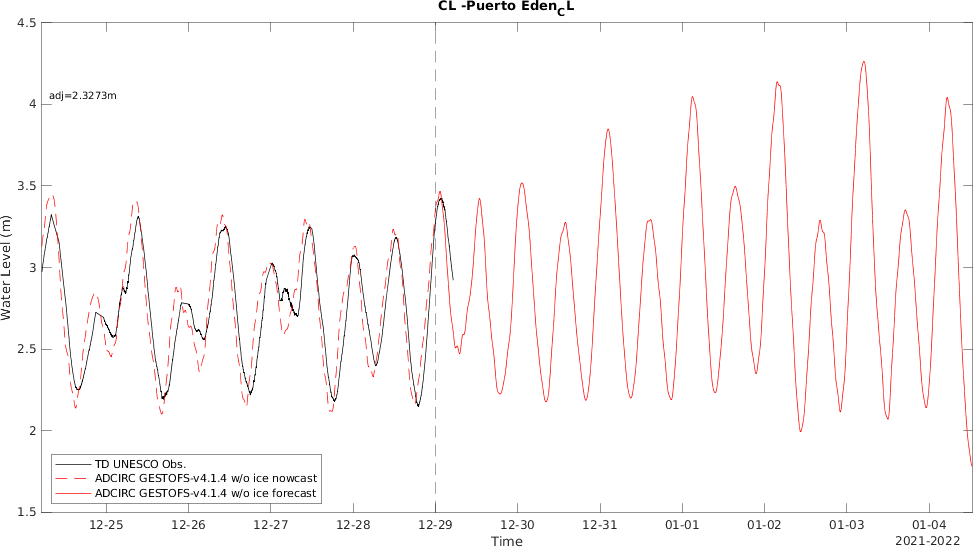 CL -Puerto Eden_CL
adj=2.3273m
4.5
4
3.5
3
2.5
2
1.5
Water Level (m)
TD UNESCO Obs.
ADCIRC GESTOFS-v4.1.4 w/o ice nowcast
ADCIRC GESTOFS-v4.1.4 w/o ice forecast
12-25 12-26 12-27 12-28 12-29 12-30 12-31 01-01 01-02 01-03 01-04
Time
2021-2022